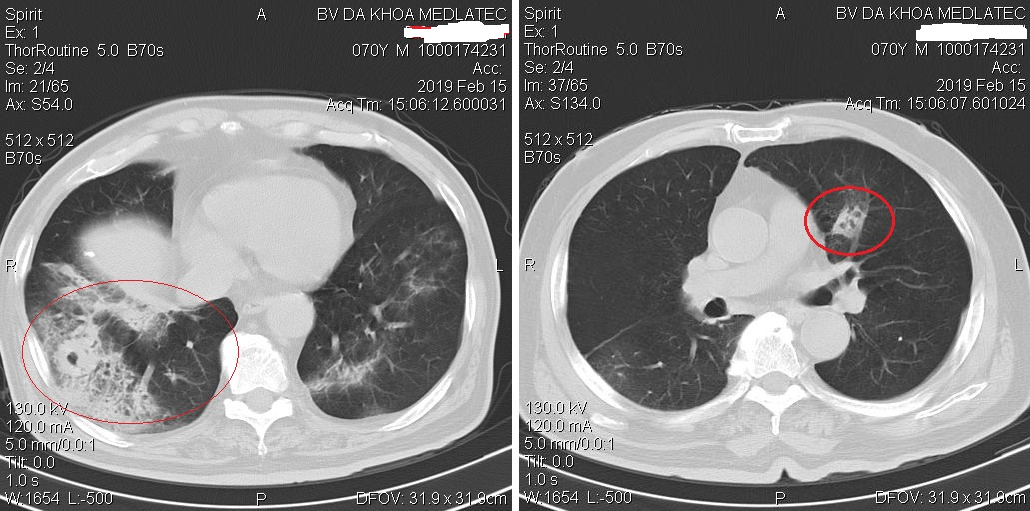 Spirit
Ex: 1
ThorRoutine 5.0 B70s
Se: 2/4
Im: 21/65
Ax: S54.0
512 x 512
B70s
A
BV DA KHOA MEDLATEC
070Y M 1000174231
Acc:
2019 Feb 15
Acq Tm: 15:06:12.600031
R
L
130.0 kV
120.0 mA
5.0 mm/0.0:1
Tilt: 0.0
1.0 s
W:1654 L:-500
P
DFOV: 31.9 x 31.9cm
Spirit
Ex: 1
ThorRoutine 5.0 B70s
Se: 2/4
Im: 37/65
Ax: S134.0
512 x 512
B70s
A
BV DA KHOA MEDLATEC
070Y M 1000174231
Acc:
2019 Feb 15
Acq Tm: 15:06:07.601024
R
L
130.0 kV
120.0 mA
5.0 mm/0.0:1
Tilt: 0.0
1.0 s
W:1654 L:-500
P
DFOV: 31.9 x 31.9cm